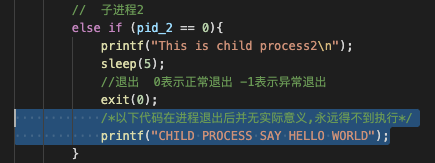 //  子进程2
else if (pid_2 == 0){
printf("This is child process2\n");
sleep(5);
//退出  0表示正常退出 -1表示异常退出
exit(0);
/*以下代码在进程退出后并无实际意义,永远得不到执行*/
printf("CHILD PROCESS SAY HELLO WORLD");
}